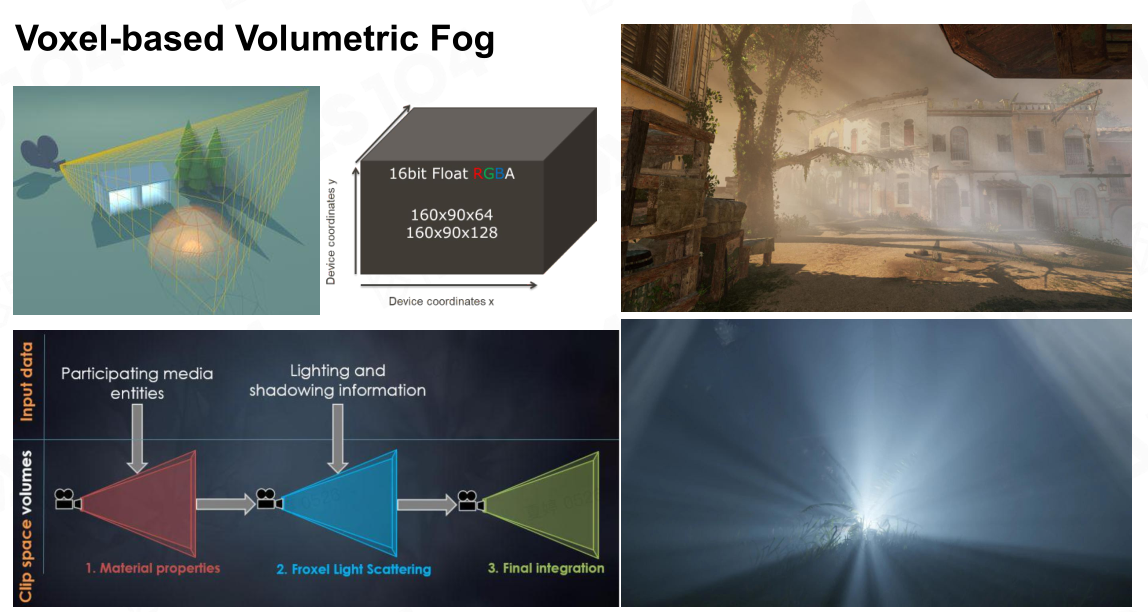 Voxel-based Volumetric Fog
16bit Float RGBA
160x90x64
160x90x128
Device coordinates y
Device coordinates x
Input data
Participating media
entities
Lighting and
shadowing information
Clip space volumes
1. Material properties
2. Froxel Light Scattering
3. Final integration